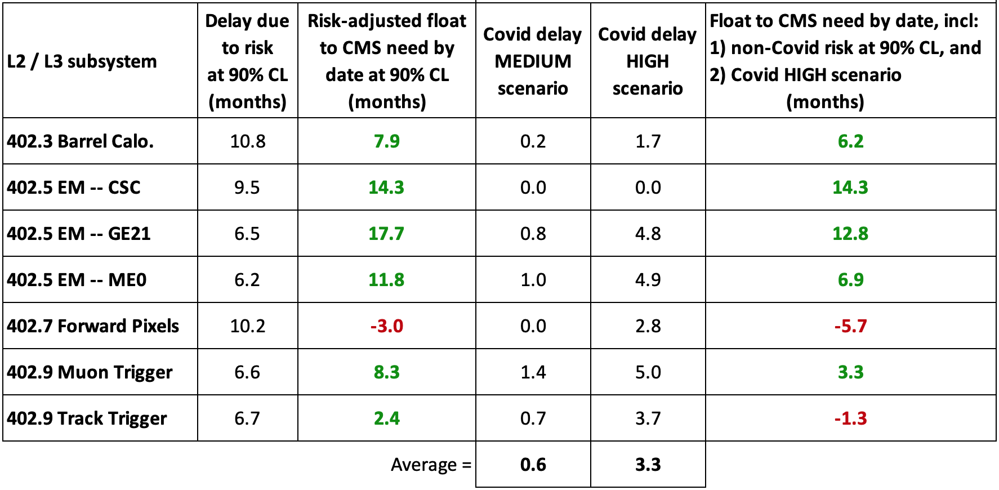 L2 / L3 subsystem
Delay due
to risk
at 90% CL
(months)
Risk-adjusted float
to CMS need by
date at 90% CL
(months)
Covid delay
MEDIUM
scenario
Covid delay
HIGH
scenario
Float to CMS need by date, incl:
1) non-Covid risk at 90% CL, and
2) Covid HIGH scenario
(months)
402.3 Barrel Calo. 10.8 7.9 0.2 1.7 6.2
402.5 EM -- CSC 9.5 14.3 0.0 0.0 14.3
402.5 EM -- GE21 6.5 17.7 0.8 4.8 12.8
402.5 EM -- ME0 6.2 11.8 1.0 4.9 6.9
402.7 Forward Pixels 10.2 -3.0 0.0 2.8 -5.7
402.9 Muon Trigger 6.6 8.3 1.4 5.0 3.3
402.9 Track Trigger 6.7 2.4 0.7 3.7 -1.3
Average = 0.6 3.3